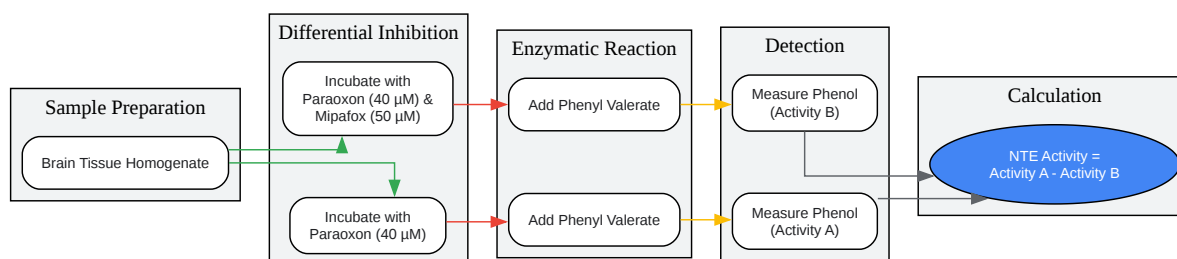 Sample Preparation
Brain Tissue Homogenate
Differential Inhibition
Incubate with
Paraoxon (40 µM) &
Mipafox (50 µM)
Incubate with
Paraoxon (40 µM)
Enzymatic Reaction
Add Phenyl Valerate
Add Phenyl Valerate
Detection
Measure Phenol
(Activity B)
Measure Phenol
(Activity A)
Calculation
NTE Activity =
Activity A - Activity B